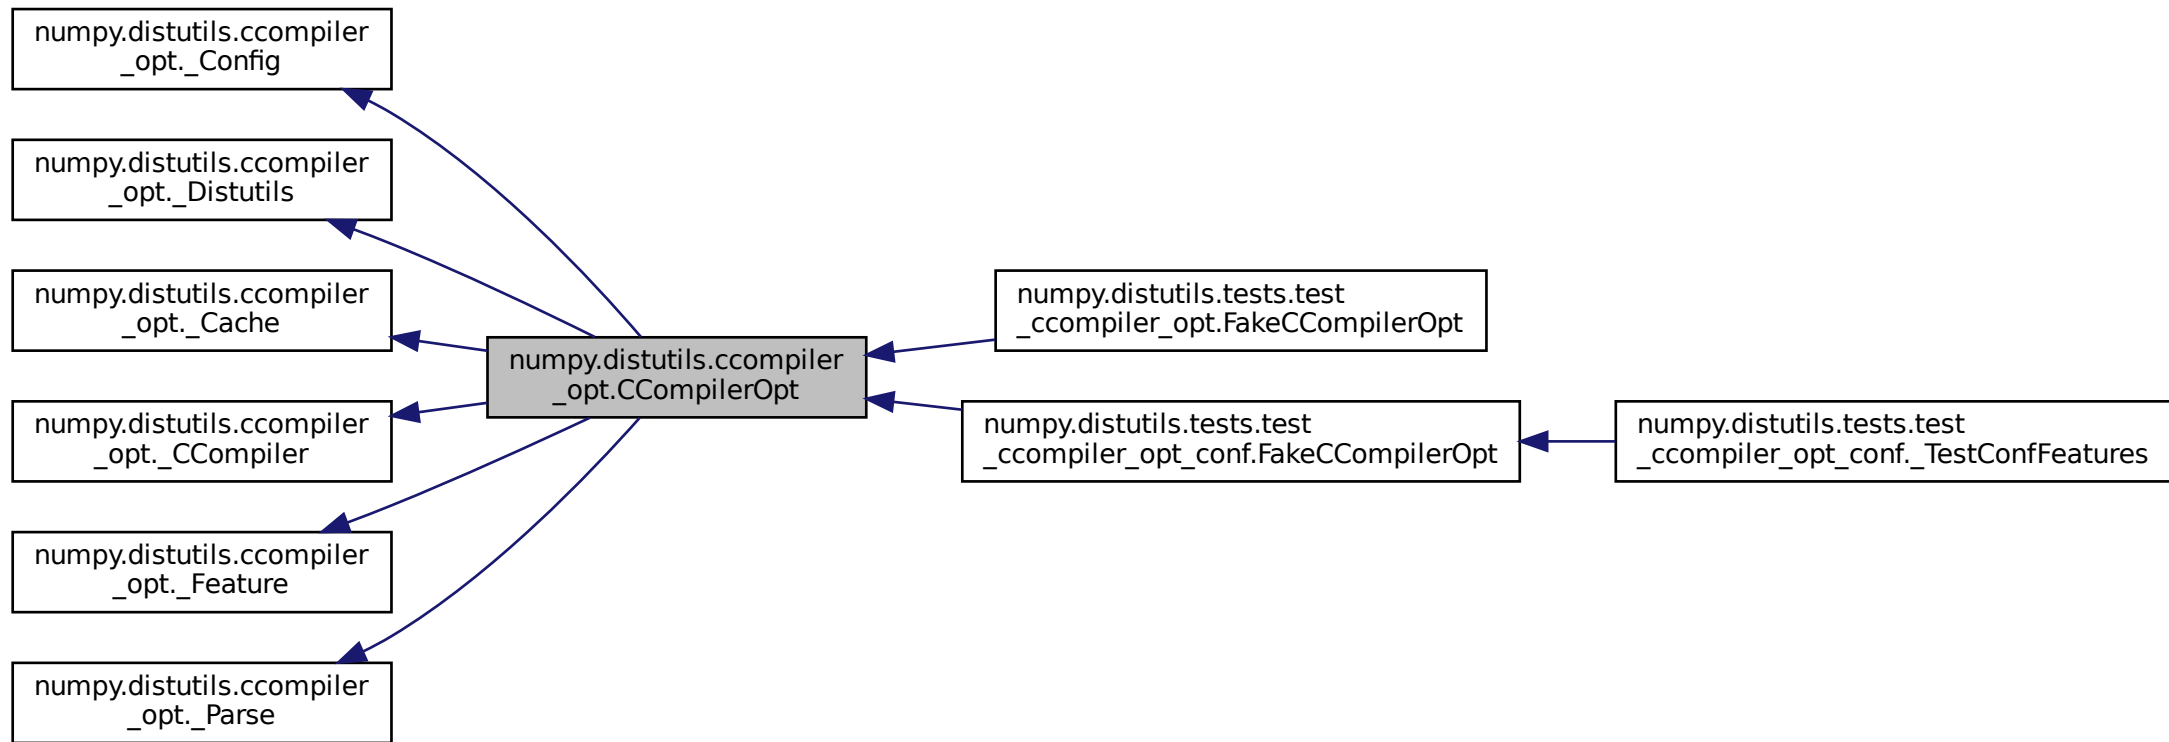 numpy.distutils.ccompiler
_opt._Config
numpy.distutils.ccompiler
_opt._Distutils
numpy.distutils.ccompiler
_opt._Cache
numpy.distutils.ccompiler
_opt._CCompiler
numpy.distutils.ccompiler
_opt._Feature
numpy.distutils.ccompiler
_opt._Parse
numpy.distutils.ccompiler
_opt.CCompilerOpt
numpy.distutils.tests.test
_ccompiler_opt.FakeCCompilerOpt
numpy.distutils.tests.test
_ccompiler_opt_conf.FakeCCompilerOpt
numpy.distutils.tests.test
_ccompiler_opt_conf._TestConfFeatures